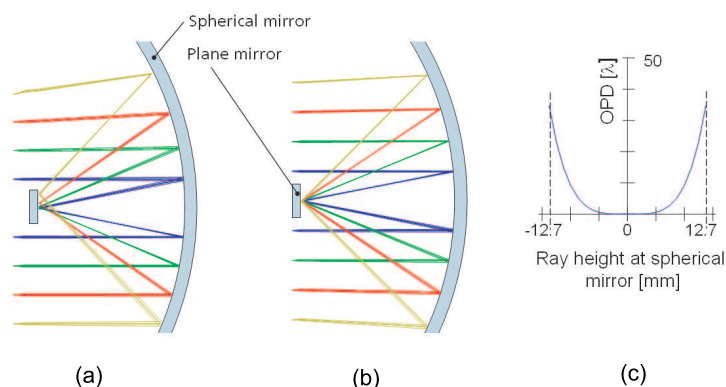 Spherical mirror
Plane mirror
50
OPD [λ]
-12.7
0
12.7
Ray height at spherical
mirror [mm]
(a)
(b)
(c)